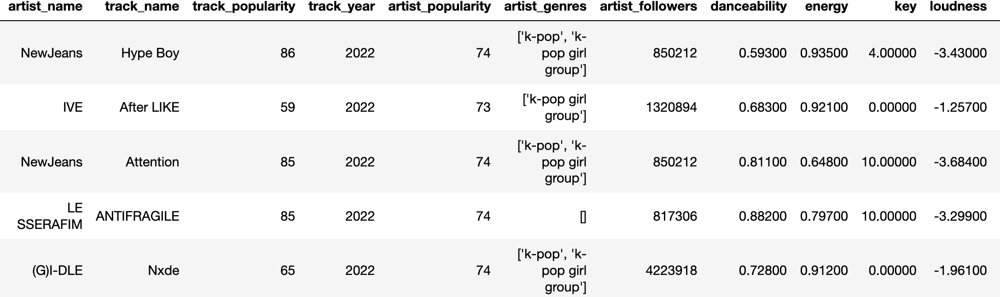 artist_name track_name track_popularity track_year artist_popularity artist_genres artist_followers danceability energy key loudness
NewJeans Hype Boy 86 2022 74 ['k-pop', 'k-
pop girl
group'] 850212 0.59300 0.93500 4.00000 -3.43000
IVE After LIKE 59 2022 73 ['k-pop girl
group'] 1320894 0.68300 0.92100 0.00000 -1.25700
NewJeans Attention 85 2022 74 ['k-pop', 'k-
pop girl
group'] 850212 0.81100 0.64800 10.00000 -3.68400
LE
SSERAFIM ANTIFRAGILE 85 2022 74 [] 817306 0.88200 0.79700 10.00000 -3.29900
(G)I-DLE Nxde 65 2022 74 ['k-pop', 'k-
pop girl
group'] 4223918 0.72800 0.91200 0.00000 -1.96100